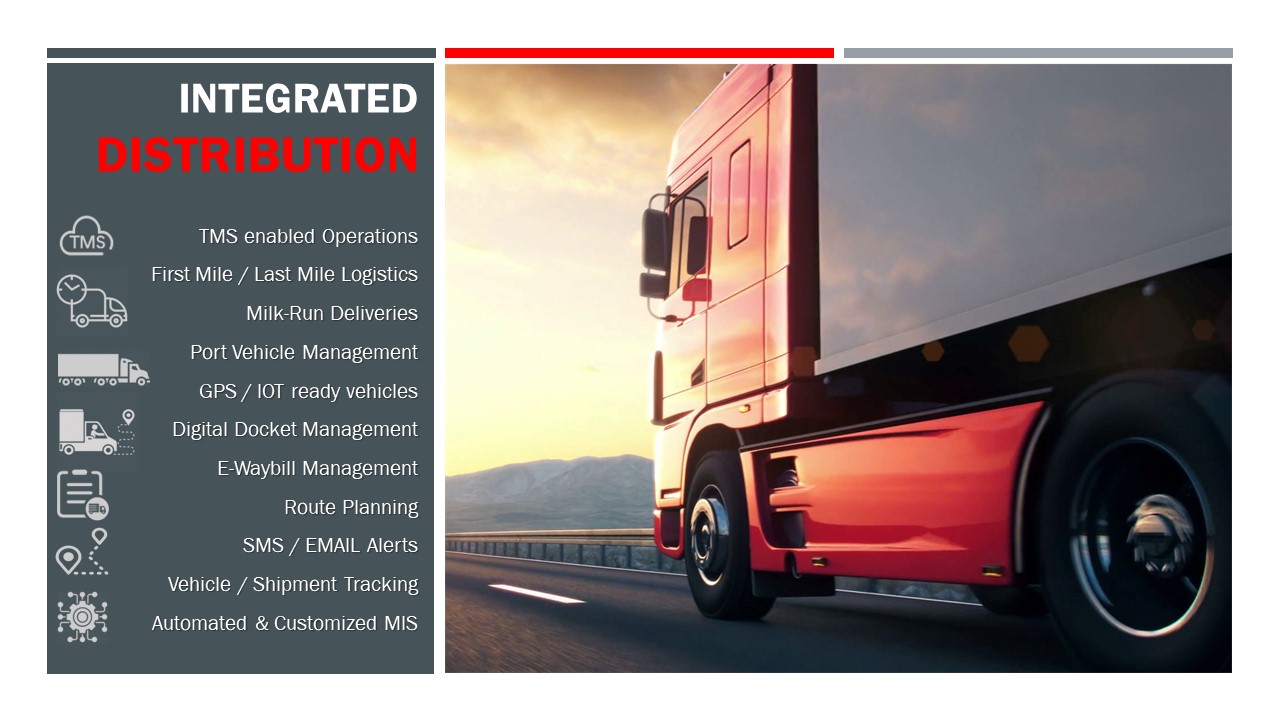 INTEGRATED
DISTRIBUTION
TMS
TMS enabled Operations
First Mile / Last Mile Logistics
Milk-Run Deliveries
Port Vehicle Management
GPS / IOT ready vehicles
Digital Docket Management
E-Waybill Management
Route Planning
SMS / EMAIL Alerts
Vehicle / Shipment Tracking
Automated & Customized MIS